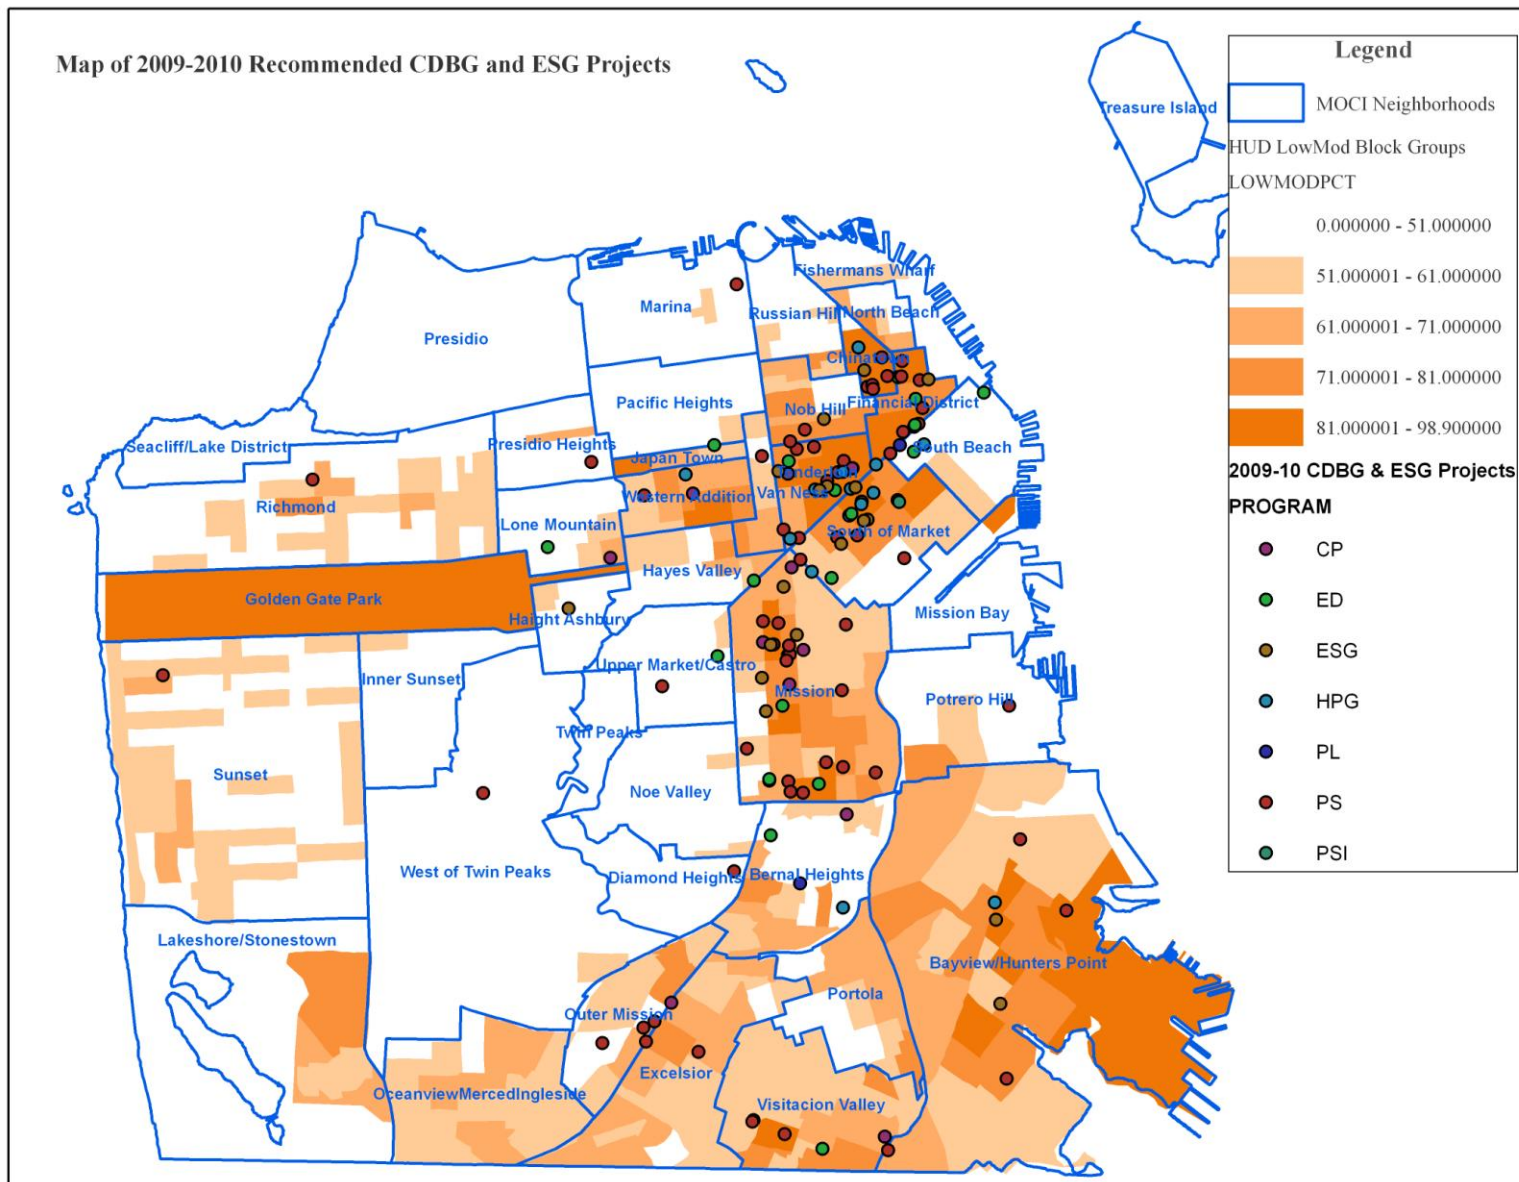 Map of 2009-2010 Recommended CDBG and ESG Projects
Legend
MOCI Neighborhoods
HUD LowMod Block Groups
LOWMODPCT
0.000000 - 51.000000
51.000001 - 61.000000
61.000001 - 71.000000
71.000001 - 81.000000
81.000001 - 98.900000
2009-10 CDBG & ESG Projects
PROGRAM
CP
ED
ESG
HPG
PL
PS
PSI
Treasure Island
Fishermans Wharf
Marina
Russian Hill
North Beach
Presidio
Chinatown
Pacific Heights
Nob Hill
Financial District
Seacliff/Lake District
Presidio Heights
Japan Town
South Beach
Tenderloin
Richmond
Western Addition
Van Ness
Lone Mountain
South of Market
Hayes Valley
Golden Gate Park
Haight Ashbury
Mission Bay
Inner Sunset
Upper Market/Castro
Mission
Potrero Hill
Twin Peaks
Sunset
Noe Valley
West of Twin Peaks
Diamond Heights
Bernal Heights
Lakeshore/Stonestown
Bayview/Hunters Point
Portola
Outer Mission
Excelsior
OceanviewMercedIngleside
Visitacion Valley